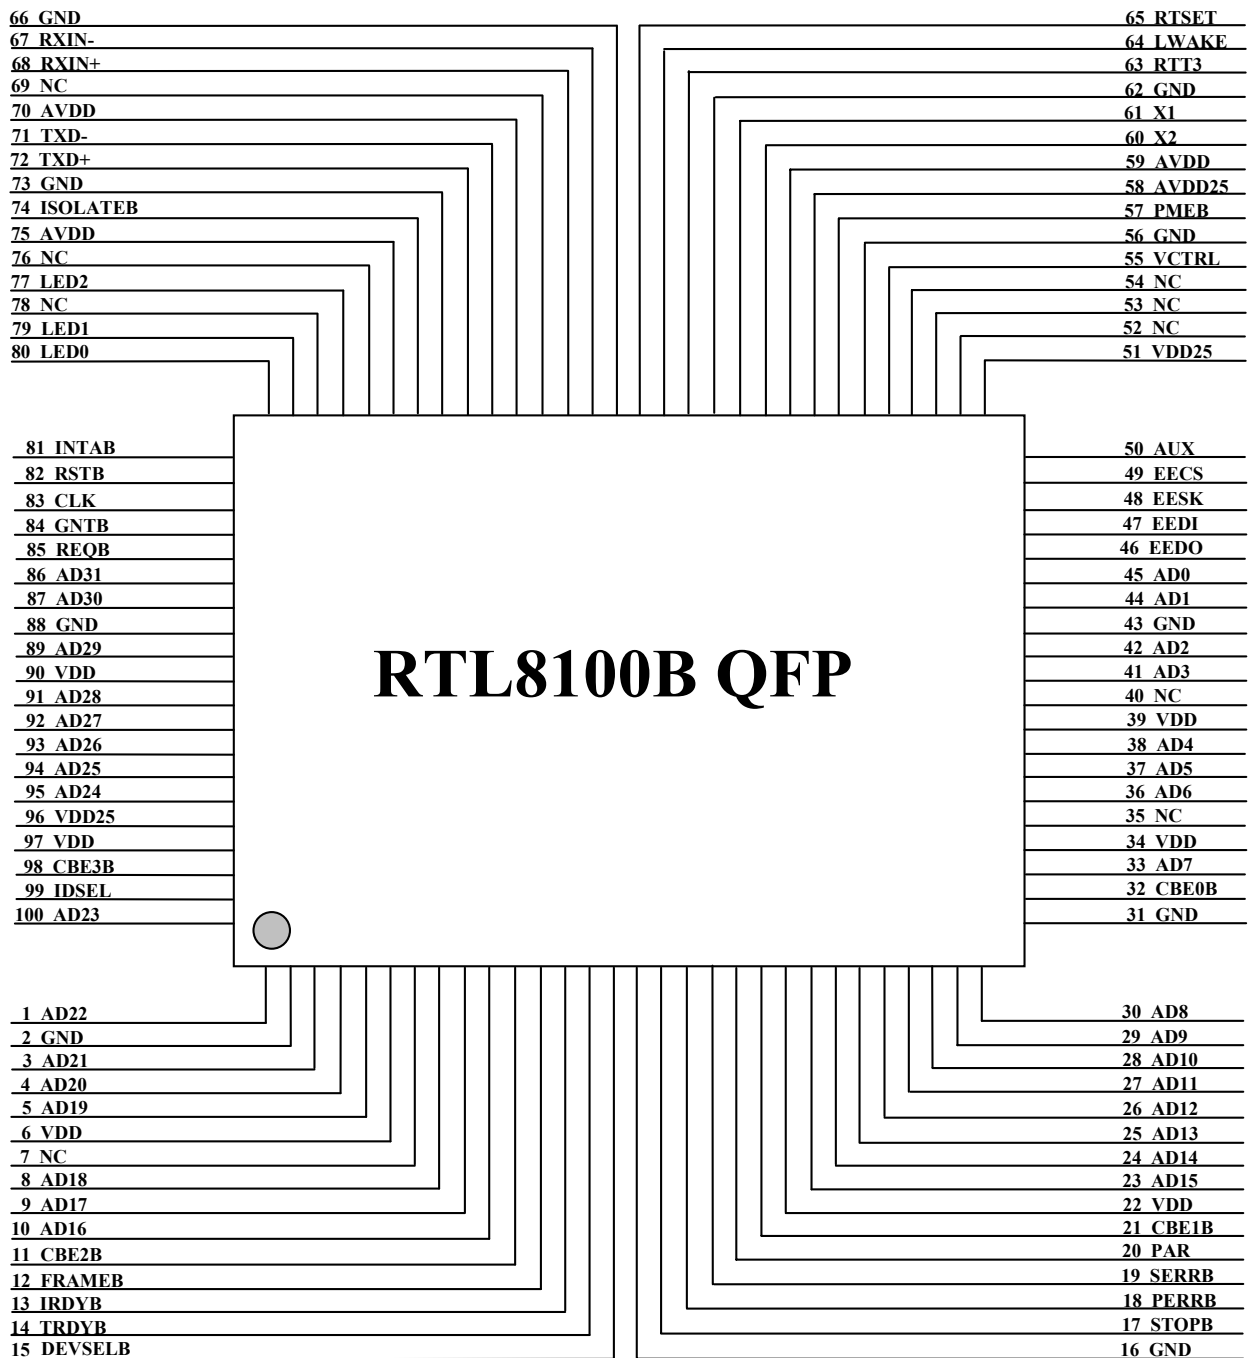 66 GND
67 RXIN-
68 RXIN+
69 NC
70 AVDD
71 TXD-
72 TXD+
73 GND
74 ISOLATEB
75 AVDD
76 NC
77 LED2
78 NC
79 LED1
80 LED0
65 RTSET
64 LWAKE
63 RTT3
62 GND
61 X1
60 X2
59 AVDD
58 AVDD25
57 PMEB
56 GND
55 VCTRL
54 NC
53 NC
52 NC
51 VDD25
81 INTAB
82 RSTB
83 CLK
84 GNTB
85 REQB
86 AD31
87 AD30
88 GND
89 AD29
90 VDD
91 AD28
92 AD27
93 AD26
94 AD25
95 AD24
96 VDD25
97 VDD
98 CBE3B
99 IDSEL
100 AD23
RTL8100B QFP
50 AUX
49 EECS
48 EESK
47 EEDI
46 EEDO
45 AD0
44 AD1
43 GND
42 AD2
41 AD3
40 NC
39 VDD
38 AD4
37 AD5
36 AD6
35 NC
34 VDD
33 AD7
32 CBE0B
31 GND
1 AD22
2 GND
3 AD21
4 AD20
5 AD19
6 VDD
7 NC
8 AD18
9 AD17
10 AD16
11 CBE2B
12 FRAMEB
13 IRDYB
14 TRDYB
15 DEVSELB
30 AD8
29 AD9
28 AD10
27 AD11
26 AD12
25 AD13
24 AD14
23 AD15
22 VDD
21 CBE1B
20 PAR
19 SERRB
18 PERRB
17 STOPB
16 GND